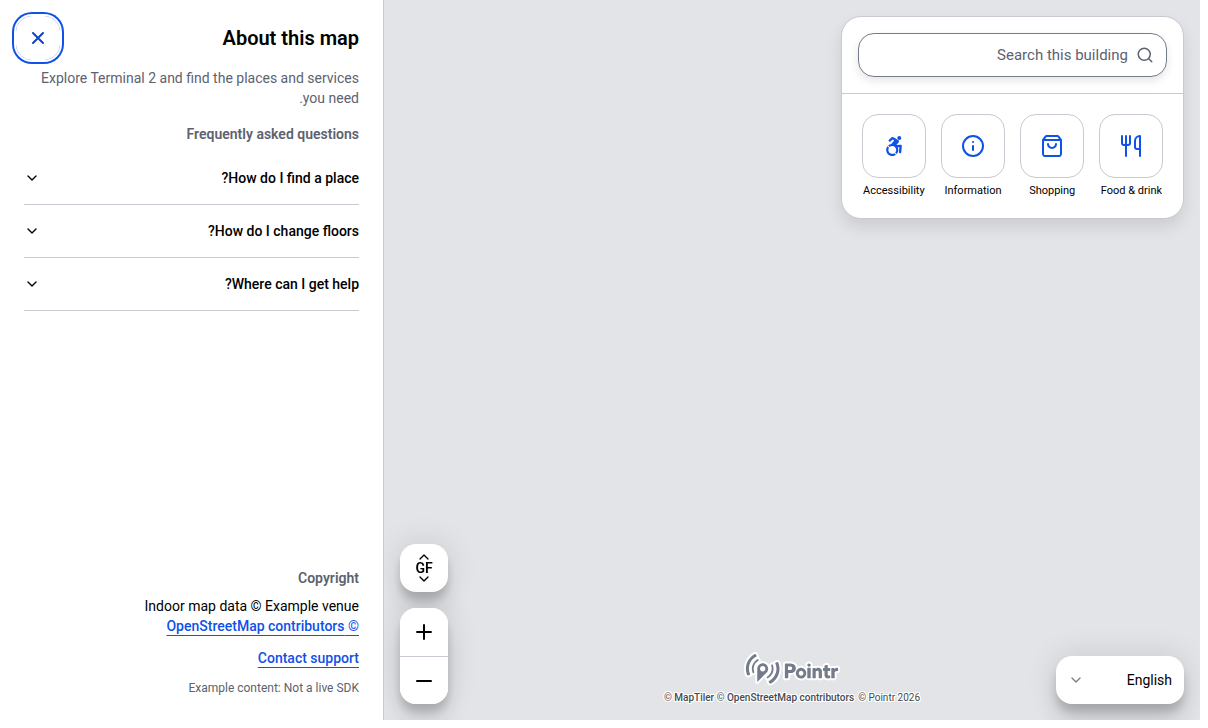 About this map
Explore Terminal 2 and find the places and services
.you need
Frequently asked questions
?How do I find a place
?How do I change floors
?Where can I get help
Copyright
Indoor map data © Example venue
OpenStreetMap contributors ©
Contact support
Example content: Not a live SDK
Search this building
Accessibility
Information
Shopping
Food & drink
GF
Pointr
© MapTiler © OpenStreetMap contributors © Pointr 2026
English